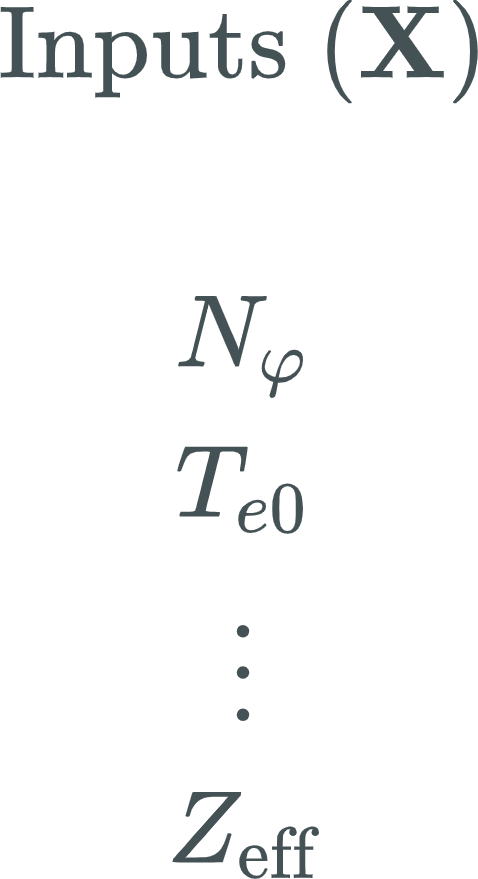 Inputs (X)
N_φ
T_e0
⋮
Z_eff